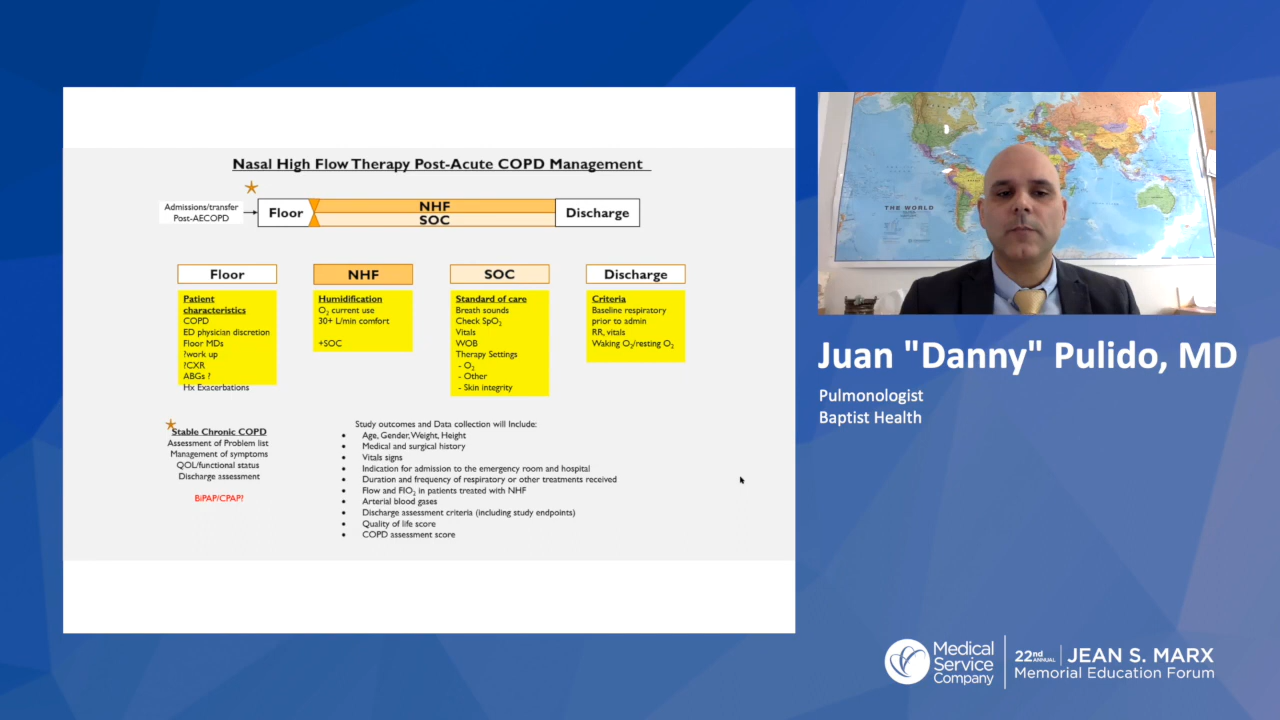 Nasal High Flow Therapy Post-Acute COPD Management
Admissions/transfer
Post-AECOPD
Floor
NHF
SOC
Discharge
Floor
Patient
characteristics
COPD
ED physician discretion
Floor MDs
?work up
?CXR
ABGs ?
Hx Exacerbations
NHF
Humidification
O2 current use
30+ L/min comfort
+SOC
SOC
Standard of care
Breath sounds
Check SpO2
Vitals
WOB
Therapy Settings
- O2
- Other
- Skin integrity
Discharge
Criteria
Baseline respiratory
prior to admin
RR, vitals
Waking O2/resting O2
Stable Chronic COPD
Assessment of Problem list
Management of symptoms
QOL/functional status
Discharge assessment
BiPAP/CPAP?
Study outcomes and Data collection will Include:
• Age, Gender, Weight, Height
• Medical and surgical history
• Vitals signs
• Indication for admission to the emergency room and hospital
• Duration and frequency of respiratory or other treatments received
• Flow and FIO2 in patients treated with NHF
• Arterial blood gases
• Discharge assessment criteria (including study endpoints)
• Quality of life score
• COPD assessment score
THE WORLD
Juan "Danny" Pulido, MD
Pulmonologist
Baptist Health
Medical
Service
Company
22nd ANNUAL JEAN S. MARX
Memorial Education Forum